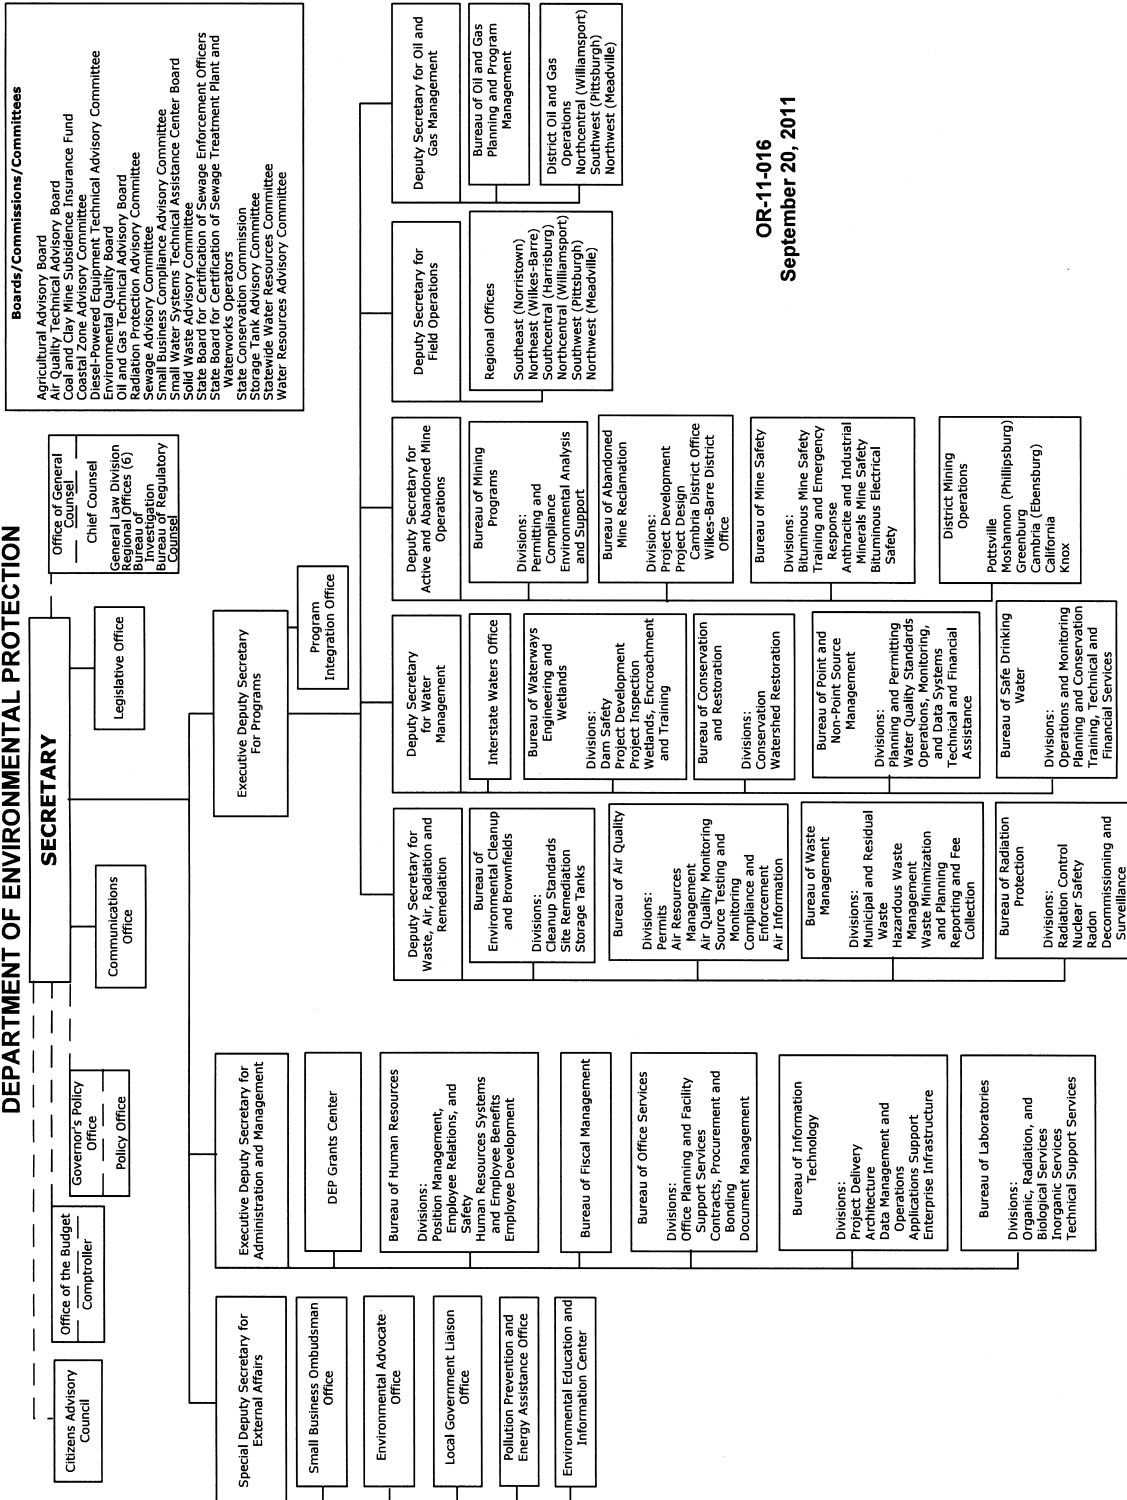 DEPARTMENT OF ENVIRONMENTAL PROTECTION
SECRETARY
Citizens Advisory
Council
Office of the Budget
Comptroller
Governor's Policy
Office
Policy Office
Communications
Office
Legislative Office
Office of General
Counsel
Chief Counsel
General Law Division
Regional Offices (6)
Bureau of
Investigation
Bureau of Regulatory
Counsel
Boards/Commissions/Committees
Agricultural Advisory Board
Air Quality Technical Advisory Board
Coal and Clay Mine Subsidence Insurance Fund
Coastal Zone Advisory Committee
Diesel-Powered Equipment Technical Advisory Committee
Environmental Quality Board
Oil and Gas Technical Advisory Board
Radiation Protection Advisory Committee
Sewage Advisory Committee
Small Business Compliance Advisory Committee
Small Water Systems Technical Assistance Center Board
Solid Waste Advisory Committee
State Board for Certification of Sewage Enforcement Officers
State Board for Certification of Sewage Treatment Plant and
Waterworks Operators
State Conservation Commission
Storage Tank Advisory Committee
Statewide Water Resources Committee
Water Resources Advisory Committee
Special Deputy Secretary for
External Affairs
Small Business Ombudsman
Office
Environmental Advocate
Office
Local Government Liaison
Office
Pollution Prevention and
Energy Assistance Office
Environmental Education and
Information Center
Executive Deputy Secretary for
Administration and Management
DEP Grants Center
Bureau of Human Resources
Divisions:
Position Management,
Employee Relations, and
Safety
Human Resources Systems
and Employee Benefits
Employee Development
Bureau of Fiscal Management
Bureau of Office Services
Divisions:
Office Planning and Facility
Support Services
Contracts, Procurement and
Bonding
Document Management
Bureau of Information
Technology
Divisions:
Project Delivery
Architecture
Data Management and
Operations
Applications Support
Enterprise Infrastructure
Bureau of Laboratories
Divisions:
Organic, Radiation, and
Biological Services
Inorganic Services
Technical Support Services
Executive Deputy Secretary
For Programs
Program
Integration Office
Deputy Secretary for
Waste, Air, Radiation and
Remediation
Bureau of
Environmental Cleanup
and Brownfields
Divisions:
Cleanup Standards
Site Remediation
Storage Tanks
Bureau of Air Quality
Divisions:
Permits
Air Resources
Management
Air Quality Monitoring
Source Testing and
Monitoring
Compliance and
Enforcement
Air Information
Bureau of Waste
Management
Divisions:
Municipal and Residual
Waste
Hazardous Waste
Management
Waste Minimization
and Planning
Reporting and Fee
Collection
Bureau of Radiation
Protection
Divisions:
Radiation Control
Nuclear Safety
Radon
Decommissioning and
Surveillance
Deputy Secretary
for Water
Management
Interstate Waters Office
Bureau of Waterways
Engineering and
Wetlands
Divisions:
Dam Safety
Project Development
Project Inspection
Wetlands, Encroachment
and Training
Bureau of Conservation
and Restoration
Divisions:
Conservation
Watershed Restoration
Bureau of Point and
Non-Point Source
Management
Divisions:
Planning and Permitting
Water Quality Standards
Operations, Monitoring,
and Data Systems
Technical and Financial
Assistance
Bureau of Safe Drinking
Water
Divisions:
Operations and Monitoring
Planning and Conservation
Training, Technical and
Financial Services
Deputy Secretary for
Active and Abandoned Mine
Operations
Bureau of Mining
Programs
Divisions:
Permitting and
Compliance
Environmental Analysis
and Support
Bureau of Abandoned
Mine Reclamation
Divisions:
Project Development
Project Design
Cambria District Office
Wilkes-Barre District
Office
Bureau of Mine Safety
Divisions:
Bituminous Mine Safety
Training and Emergency
Response
Anthracite and Industrial
Minerals Mine Safety
Bituminous Electrical
Safety
District Mining
Operations
Pottsville
Moshannon (Phillipsburg)
Greenburg
Cambria (Ebensburg)
California
Knox
Deputy Secretary for
Field Operations
Regional Offices
Southeast (Norristown)
Northeast (Wilkes-Barre)
Southcentral (Harrisburg)
Northcentral (Williamsport)
Southwest (Pittsburgh)
Northwest (Meadville)
Deputy Secretary for Oil and
Gas Management
Bureau of Oil and Gas
Planning and Program
Management
District Oil and Gas
Operations
Northcentral (Williamsport)
Southwest (Pittsburgh)
Northwest (Meadville)
OR-11-016
September 20, 2011